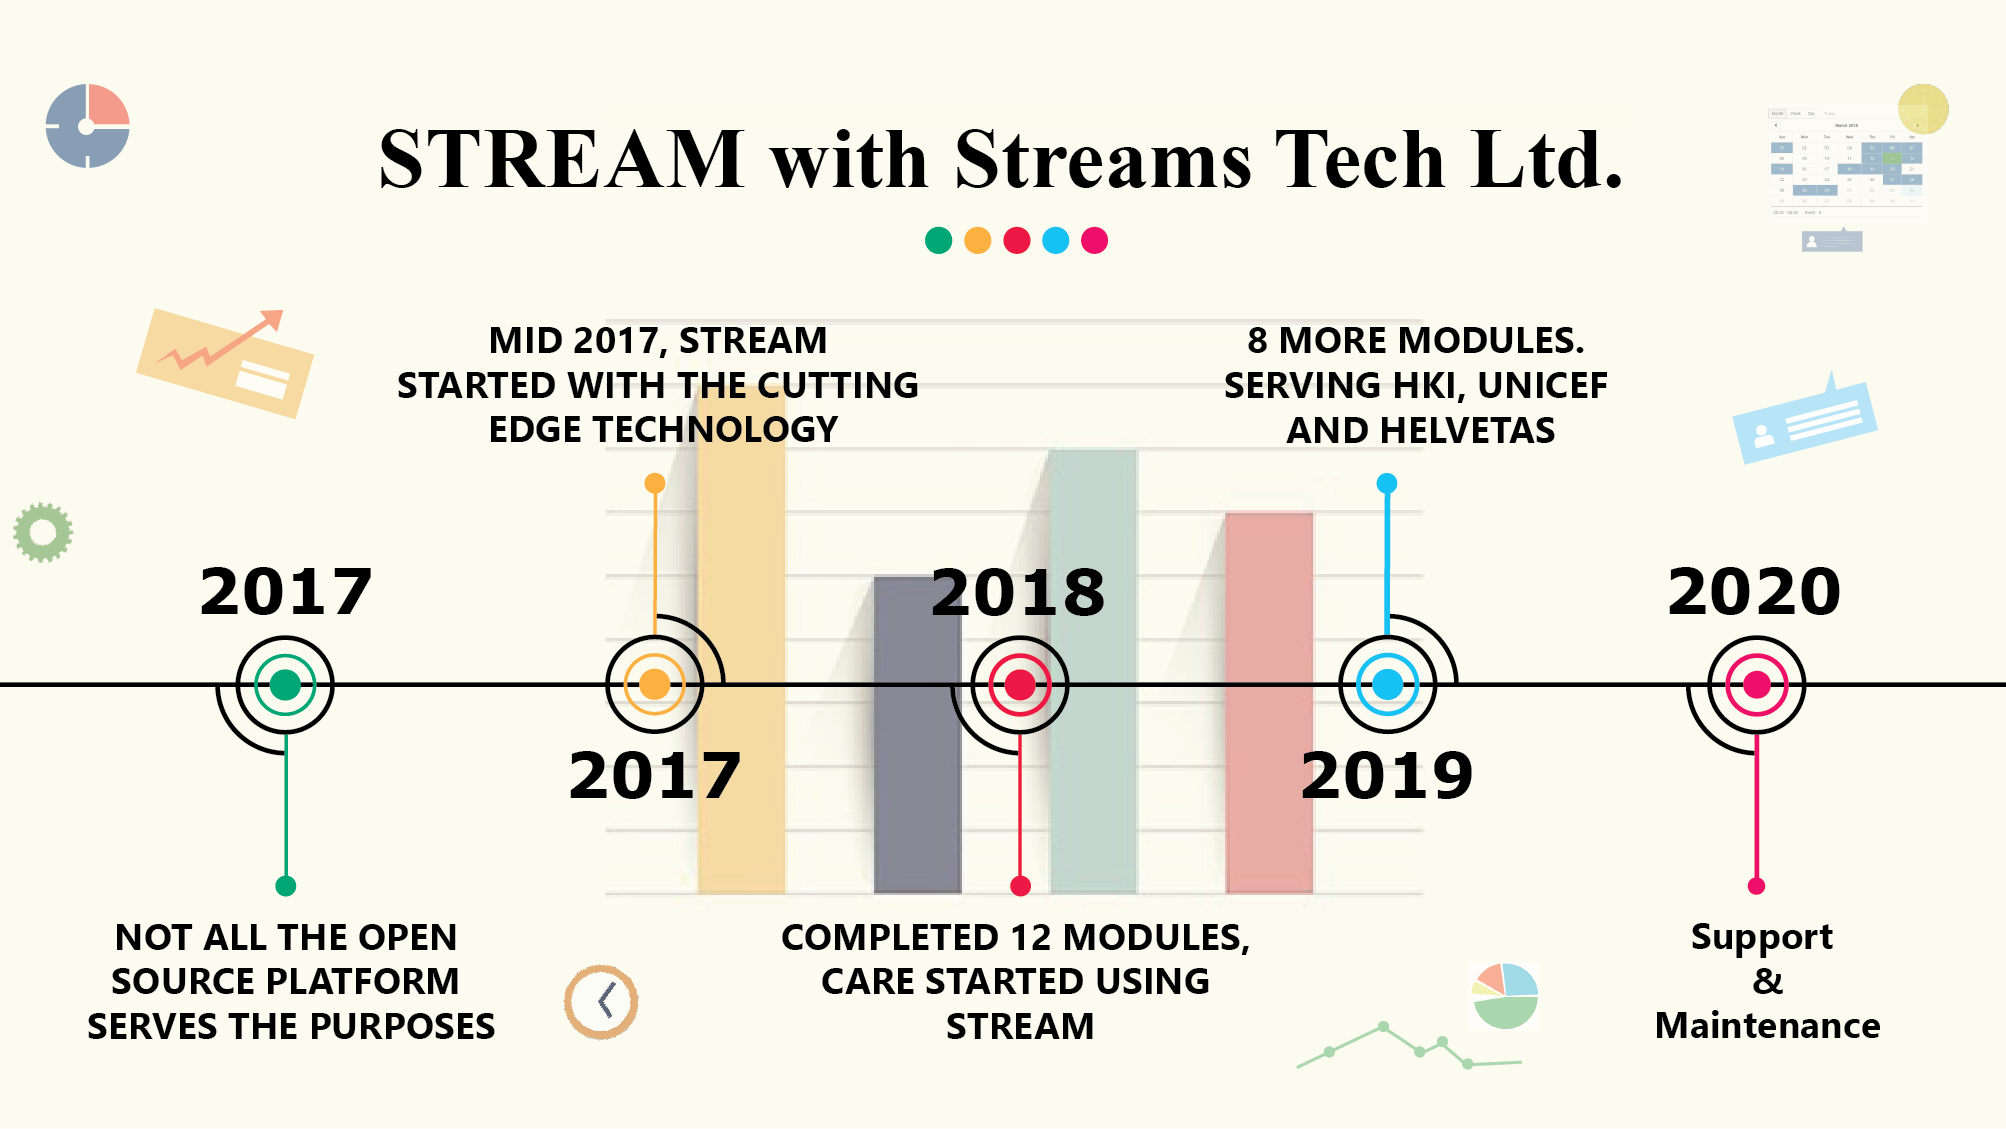 STREAM with Streams Tech Ltd.
MID 2017, STREAM
STARTED WITH THE CUTTING
EDGE TECHNOLOGY
8 MORE MODULES.
SERVING HKI, UNICEF
AND HELVETAS
2017
2018
2020
2017
2019
NOT ALL THE OPEN
SOURCE PLATFORM
SERVES THE PURPOSES
COMPLETED 12 MODULES,
CARE STARTED USING
STREAM
Support
&
Maintenance
March 2018